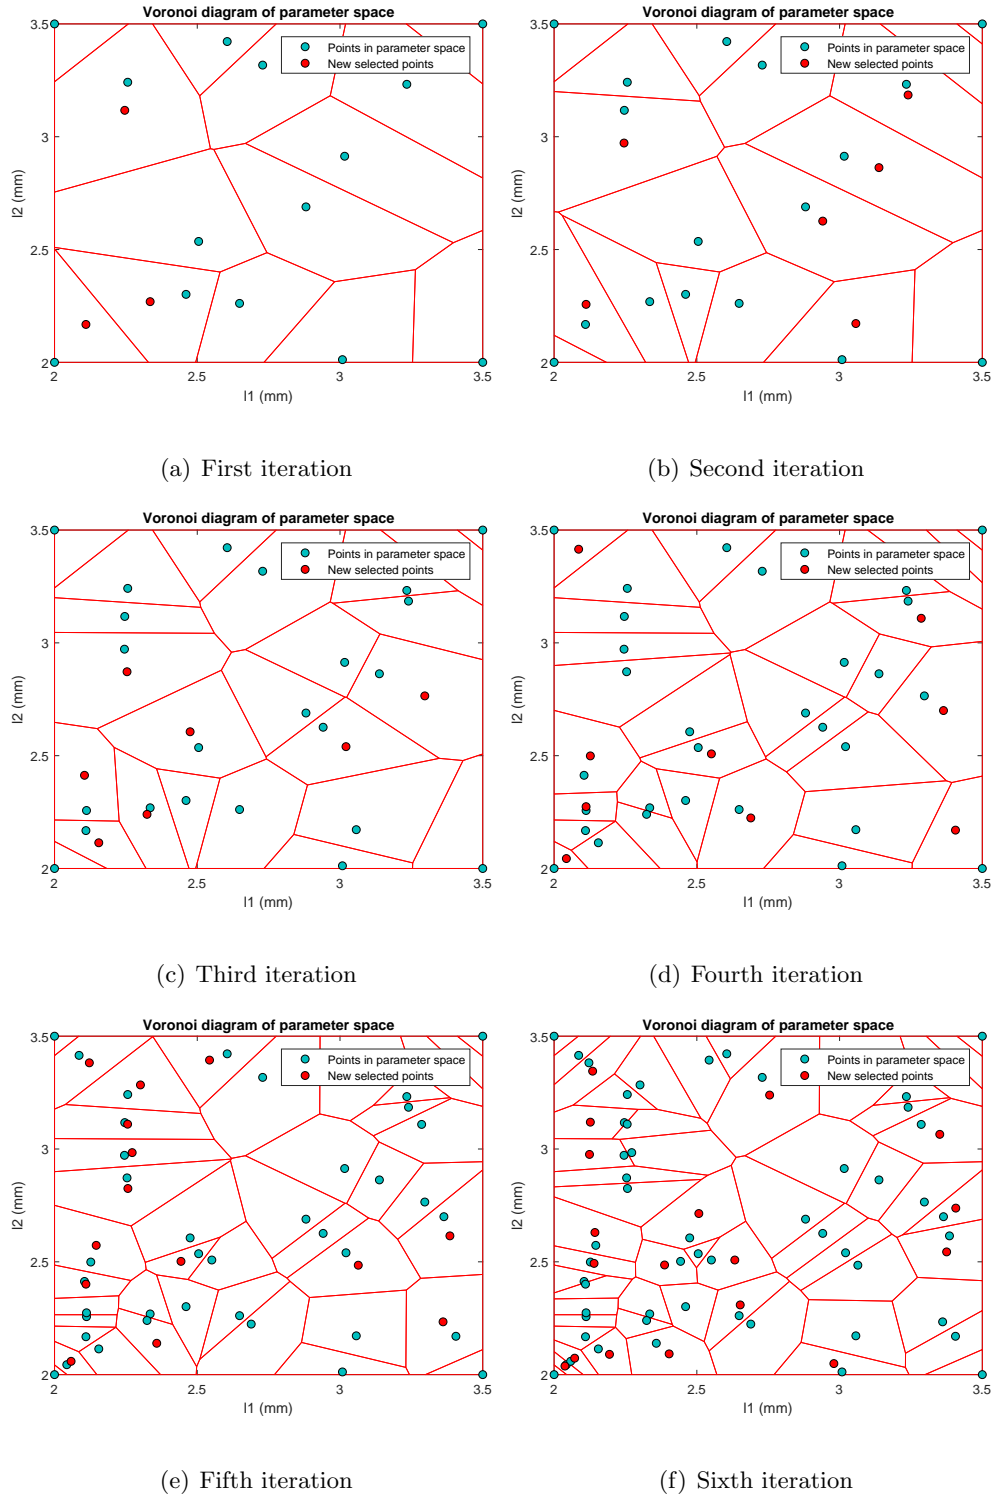 Voronoi diagram of parameter space
Points in parameter space
New selected points
3.5
3
2.5
2
l2 (mm)
2
2.5
3
3.5
l1 (mm)
(a) First iteration
Voronoi diagram of parameter space
Points in parameter space
New selected points
3.5
3
2.5
2
l2 (mm)
2
2.5
3
3.5
l1 (mm)
(b) Second iteration
Voronoi diagram of parameter space
Points in parameter space
New selected points
3.5
3
2.5
2
l2 (mm)
2
2.5
3
3.5
l1 (mm)
(c) Third iteration
Voronoi diagram of parameter space
Points in parameter space
New selected points
3.5
3
2.5
2
l2 (mm)
2
2.5
3
3.5
l1 (mm)
(d) Fourth iteration
Voronoi diagram of parameter space
Points in parameter space
New selected points
3.5
3
2.5
2
l2 (mm)
2
2.5
3
3.5
l1 (mm)
(e) Fifth iteration
Voronoi diagram of parameter space
Points in parameter space
New selected points
3.5
3
2.5
2
l2 (mm)
2
2.5
3
3.5
l1 (mm)
(f) Sixth iteration